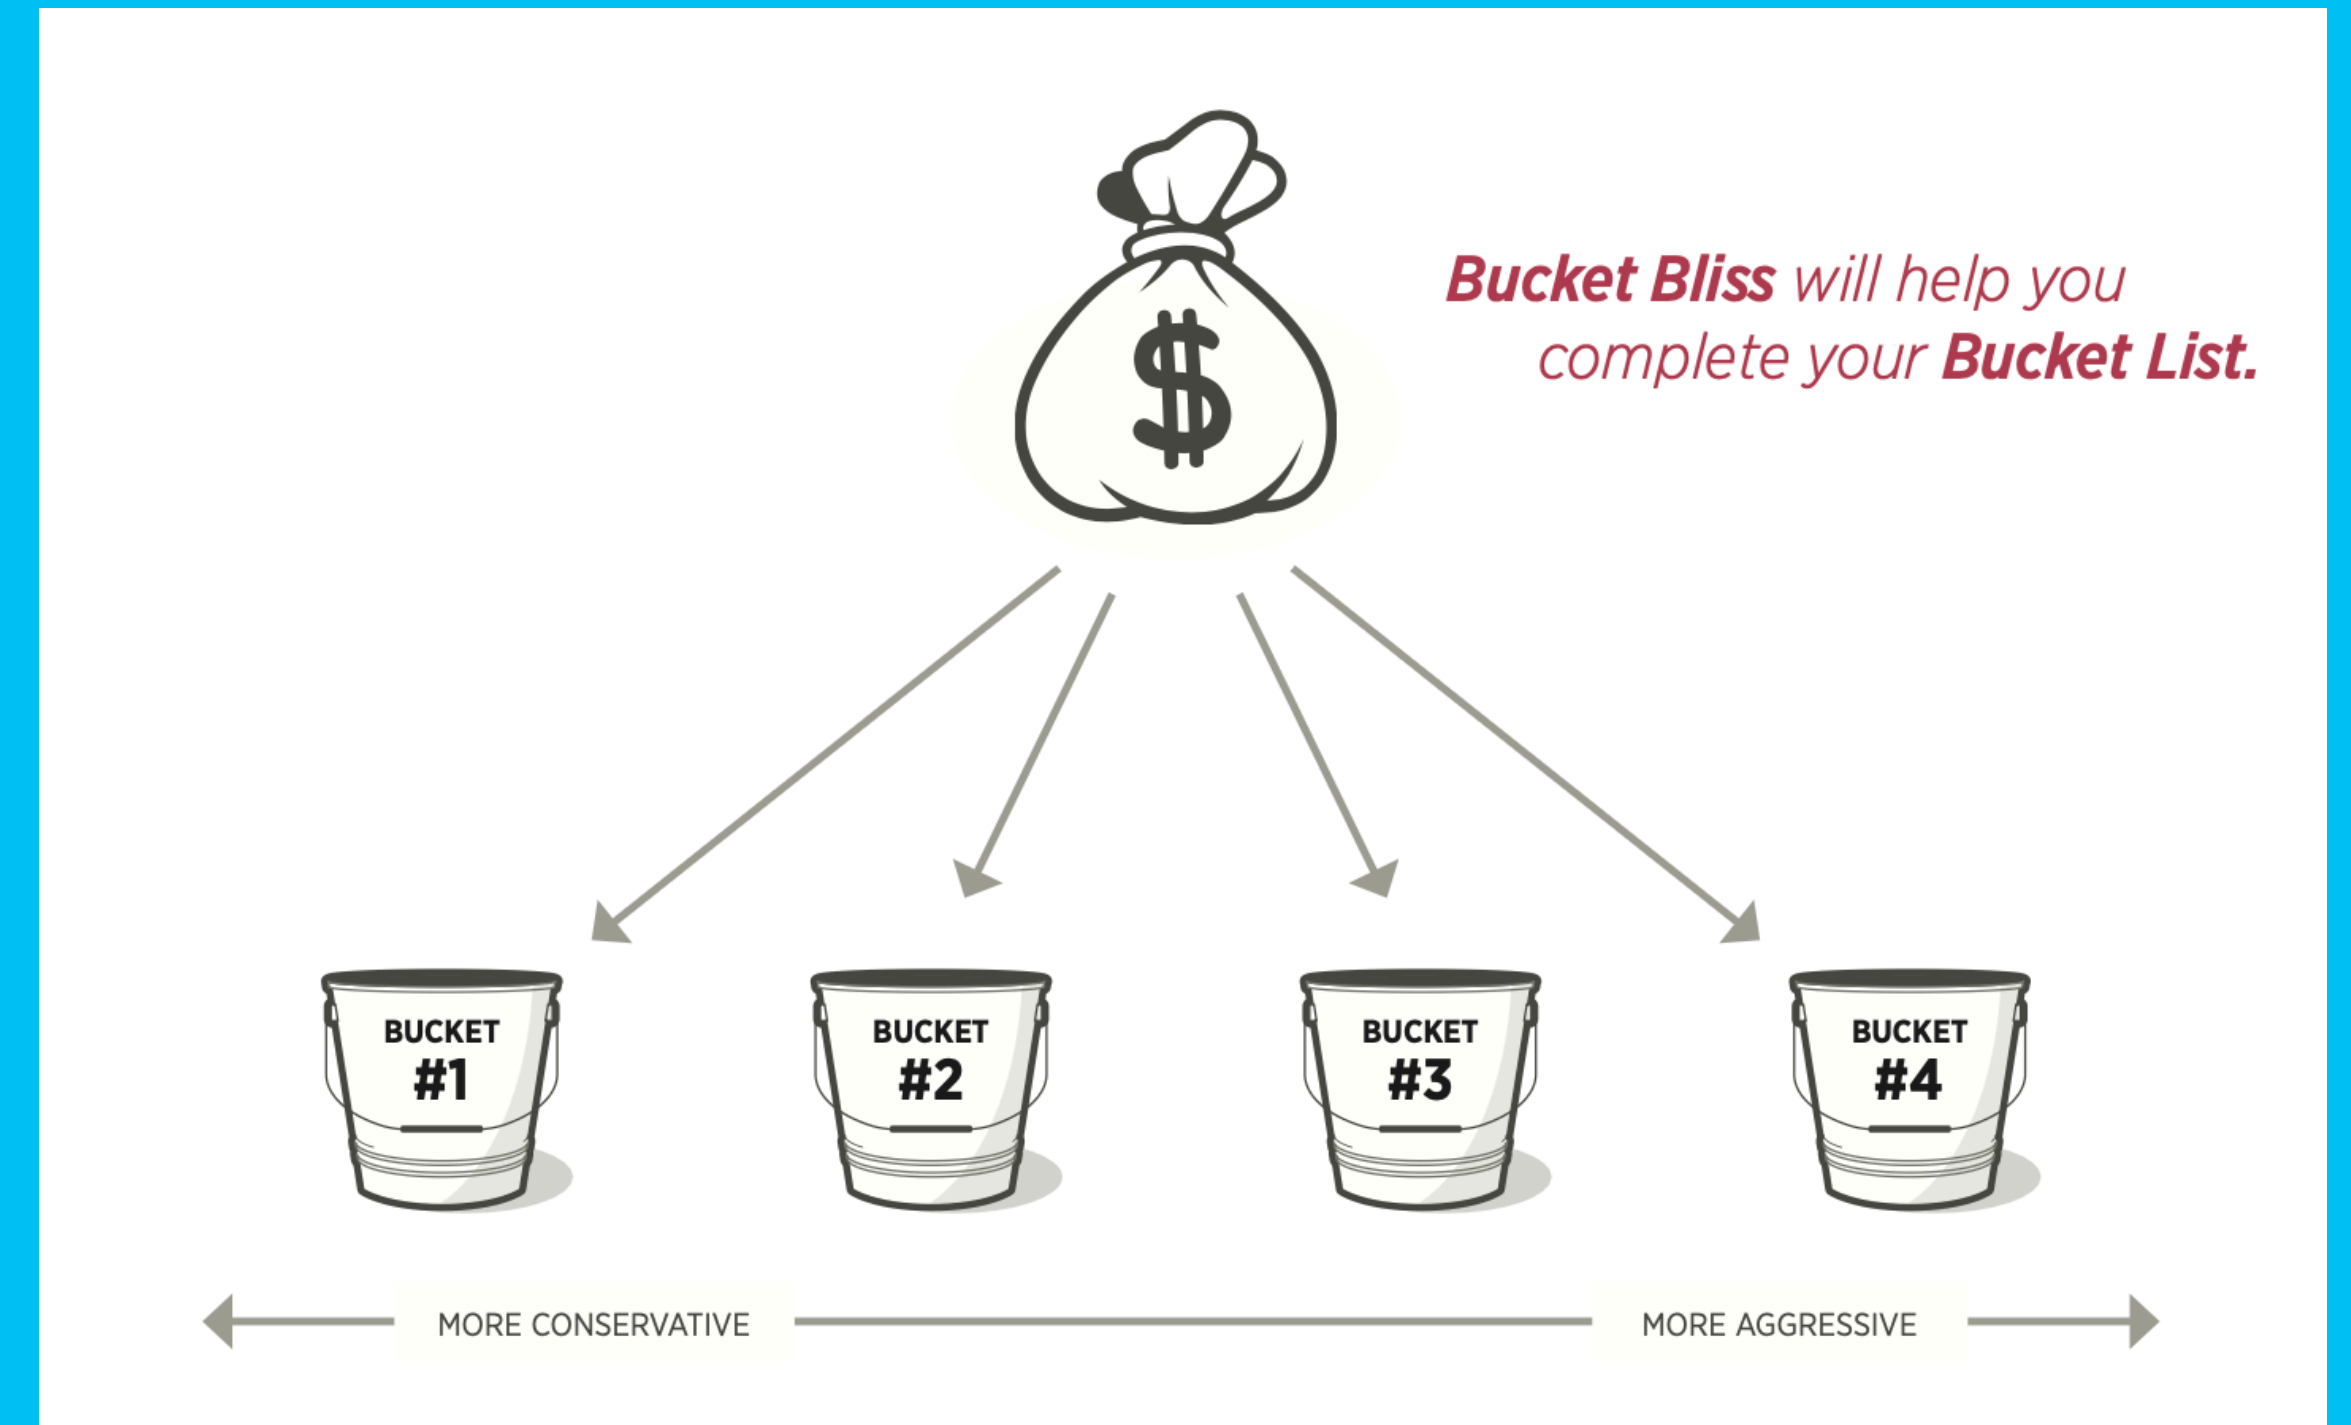 $
Bucket Bliss will help you
complete your Bucket List.
BUCKET
#1
BUCKET
#2
BUCKET
#3
BUCKET
#4
MORE CONSERVATIVE
MORE AGGRESSIVE